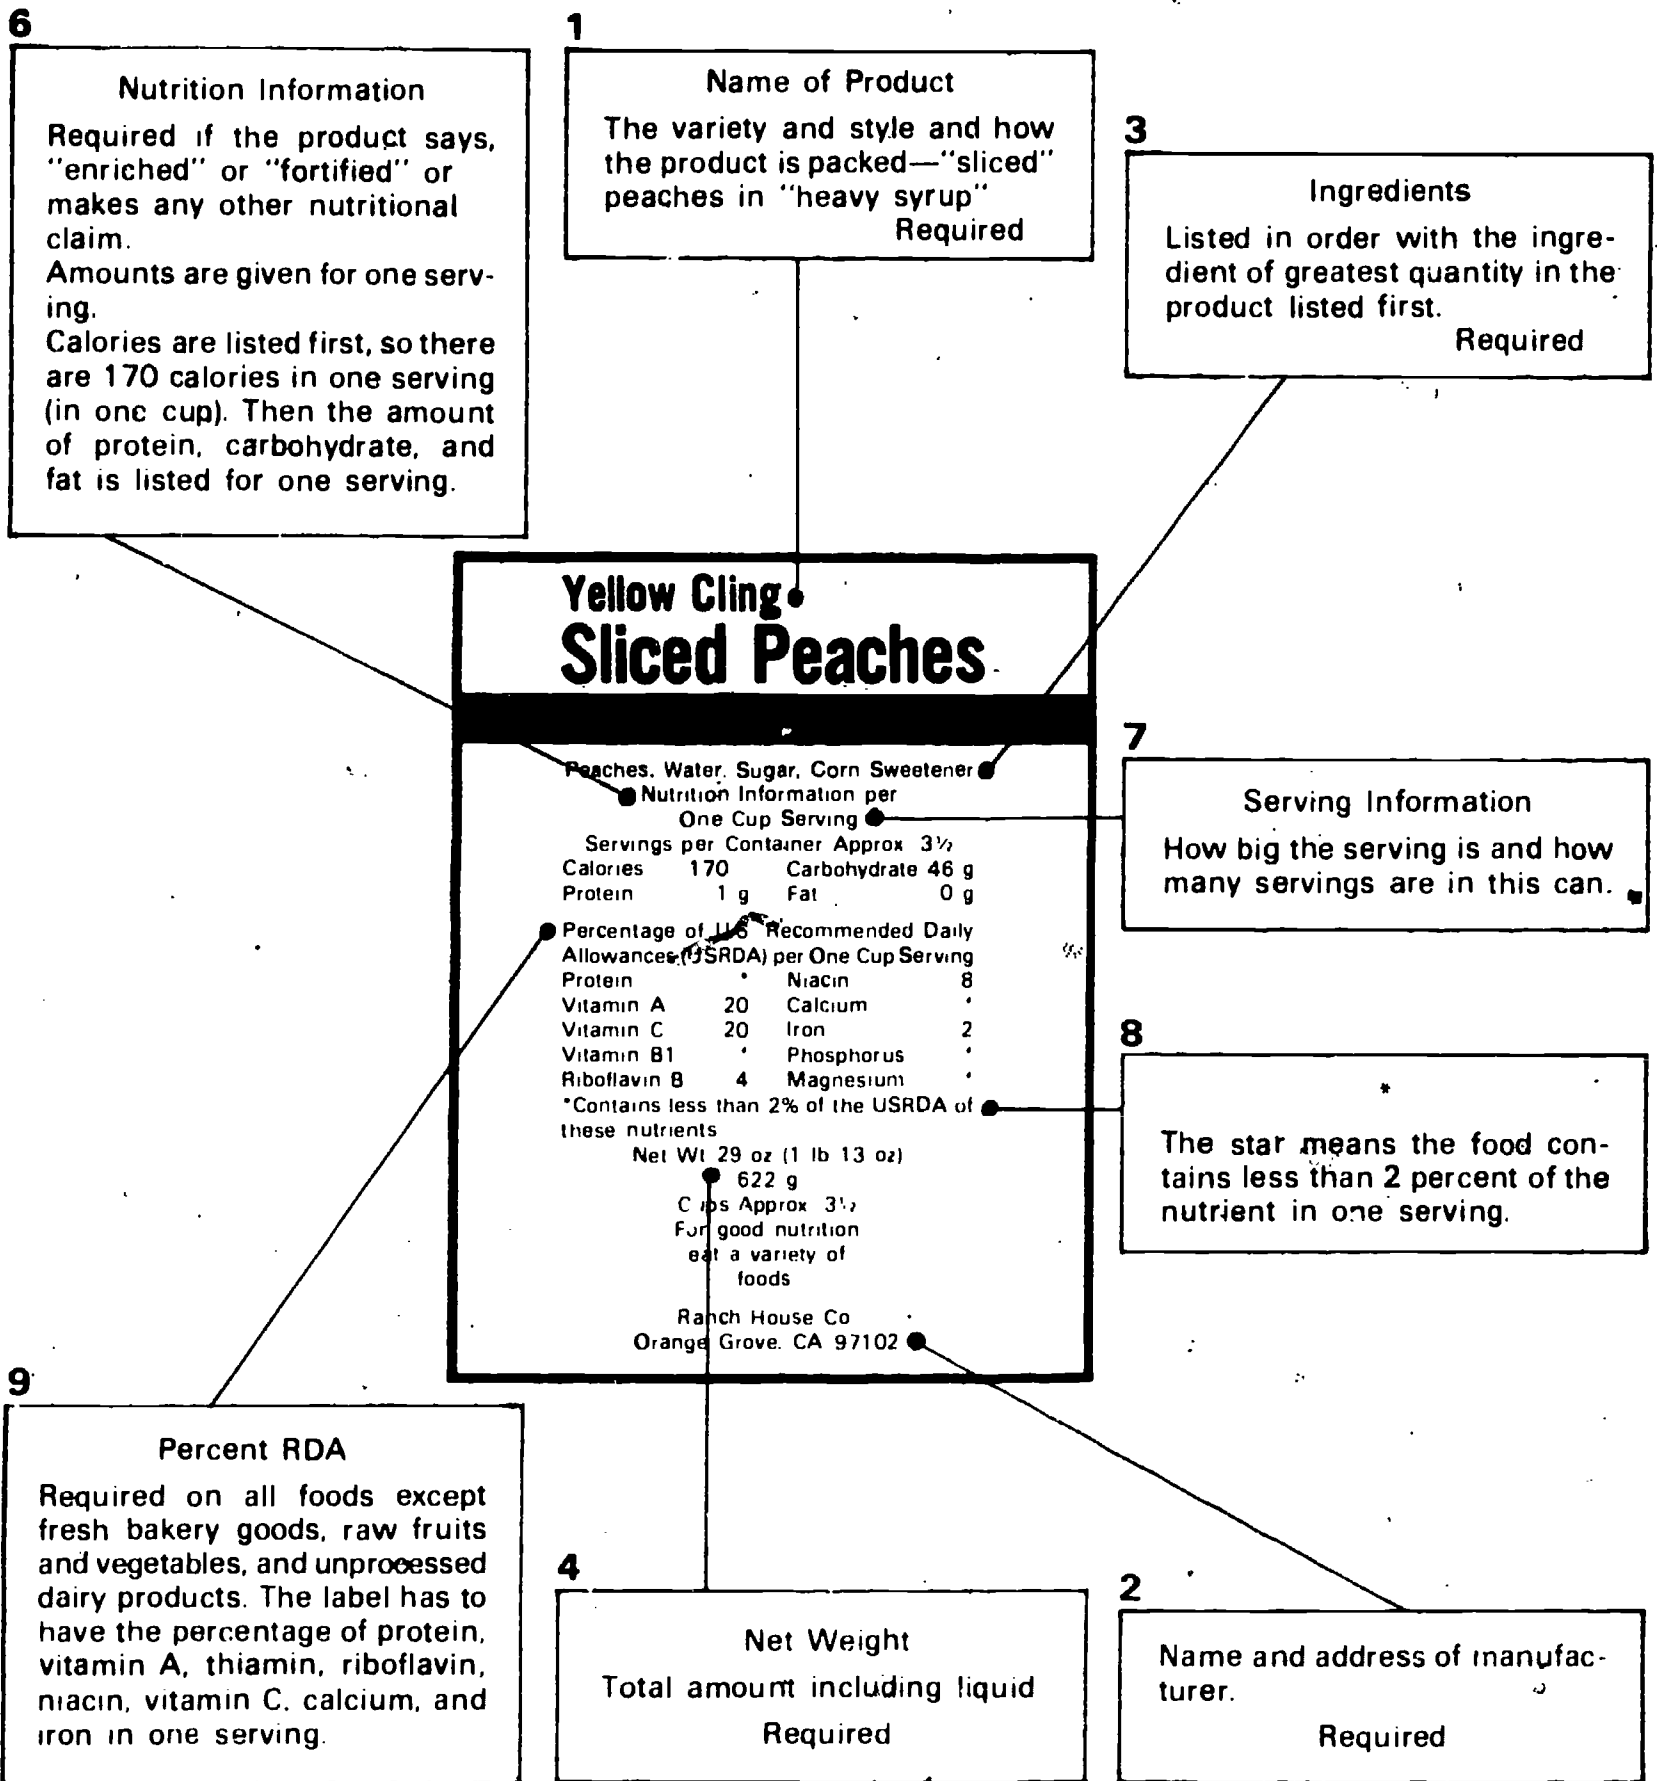 6
Nutrition Information
Required if the product says,
"enriched" or "fortified" or
makes any other nutritional
claim.
Amounts are given for one serv-
ing.
Calories are listed first, so there
are 170 calories in one serving
(in one cup). Then the amount
of protein, carbohydrate, and
fat is listed for one serving.
1
Name of Product
The variety and style and how
the product is packed—"sliced"
peaches in "heavy syrup"
Required
3
Ingredients
Listed in order with the ingre-
dient of greatest quantity in the
product listed first.
Required
Yellow Cling
Sliced Peaches
Peaches, Water, Sugar, Corn Sweetener
Nutrition Information per
One Cup Serving
Servings per Container Approx 3½
Calories 170 Carbohydrate 46 g
Protein 1 g Fat 0 g
Percentage of U.S Recommended Daily
Allowances (USRDA) per One Cup Serving
Protein * Niacin 8
Vitamin A 20 Calcium *
Vitamin C 20 Iron 2
Vitamin B1 * Phosphorus *
Riboflavin B 4 Magnesium *
*Contains less than 2% of the USRDA of
these nutrients
Net Wt 29 oz (1 lb 13 oz)
622 g
Cups Approx 3½
For good nutrition
eat a variety of
foods
Ranch House Co
Orange Grove. CA 97102
7
Serving Information
How big the serving is and how
many servings are in this can.
8
*
The star means the food con-
tains less than 2 percent of the
nutrient in one serving.
9
Percent RDA
Required on all foods except
fresh bakery goods, raw fruits
and vegetables, and unprocessed
dairy products. The label has to
have the percentage of protein,
vitamin A, thiamin, riboflavin,
niacin, vitamin C. calcium, and
iron in one serving.
4
Net Weight
Total amount including liquid
Required
2
Name and address of manufac-
turer.
Required